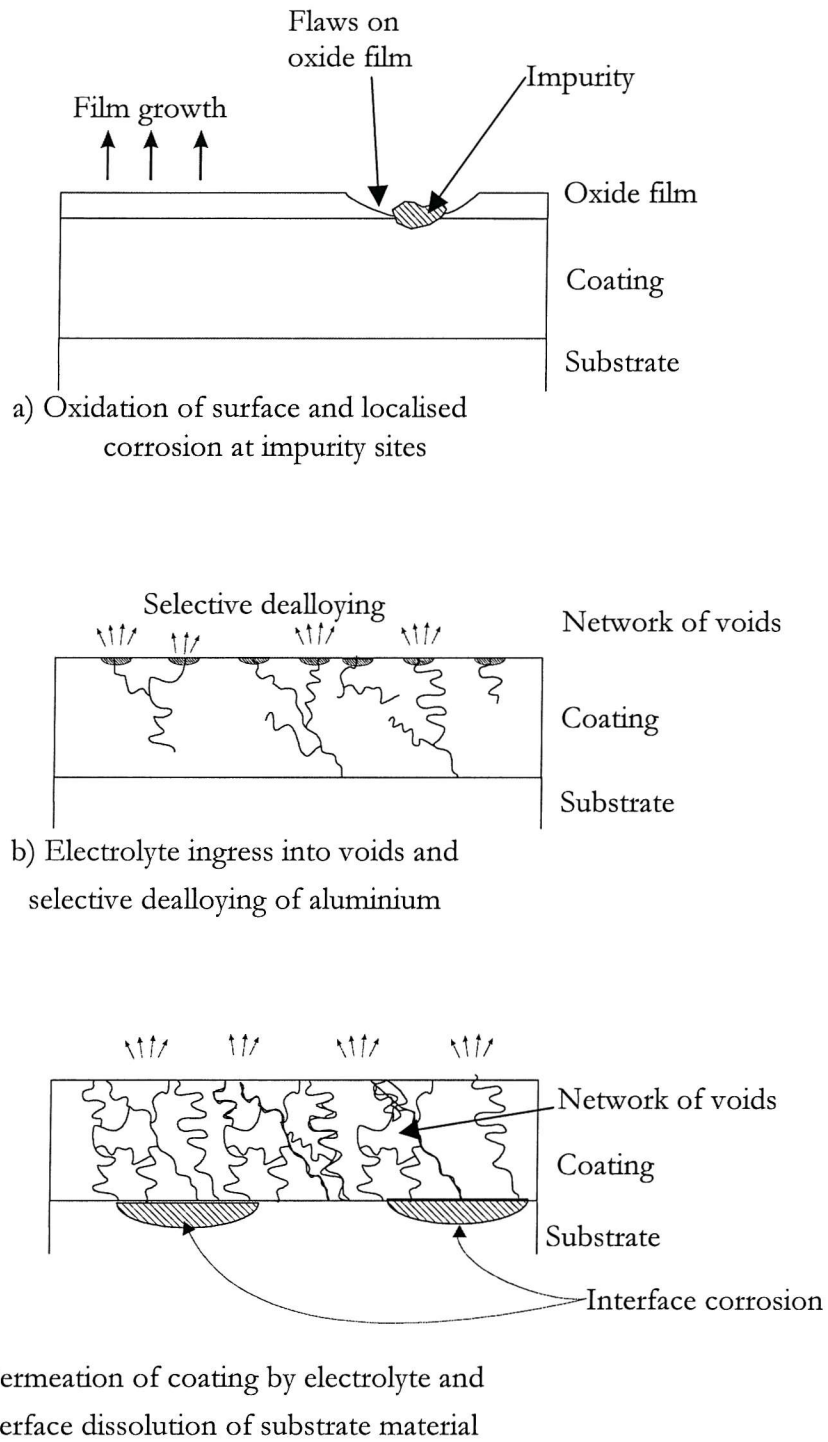 Flaws on
oxide film
Impurity
Film growth
Oxide film
Coating
Substrate
a) Oxidation of surface and localised
corrosion at impurity sites
Selective dealloying
Network of voids
Coating
Substrate
b) Electrolyte ingress into voids and
selective dealloying of aluminium
Network of voids
Coating
Substrate
Interface corrosion
ermeation of coating by electrolyte and
erface dissolution of substrate material